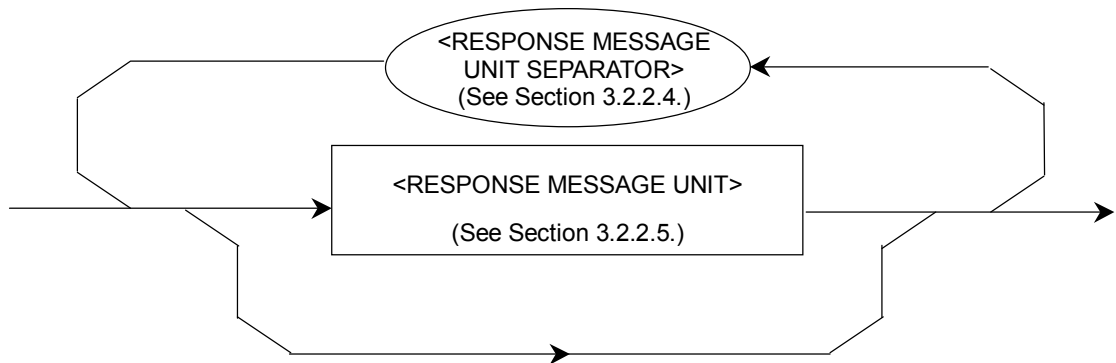 <RESPONSE MESSAGE
UNIT SEPARATOR>
(See Section 3.2.2.4.)
<RESPONSE MESSAGE UNIT>
(See Section 3.2.2.5.)